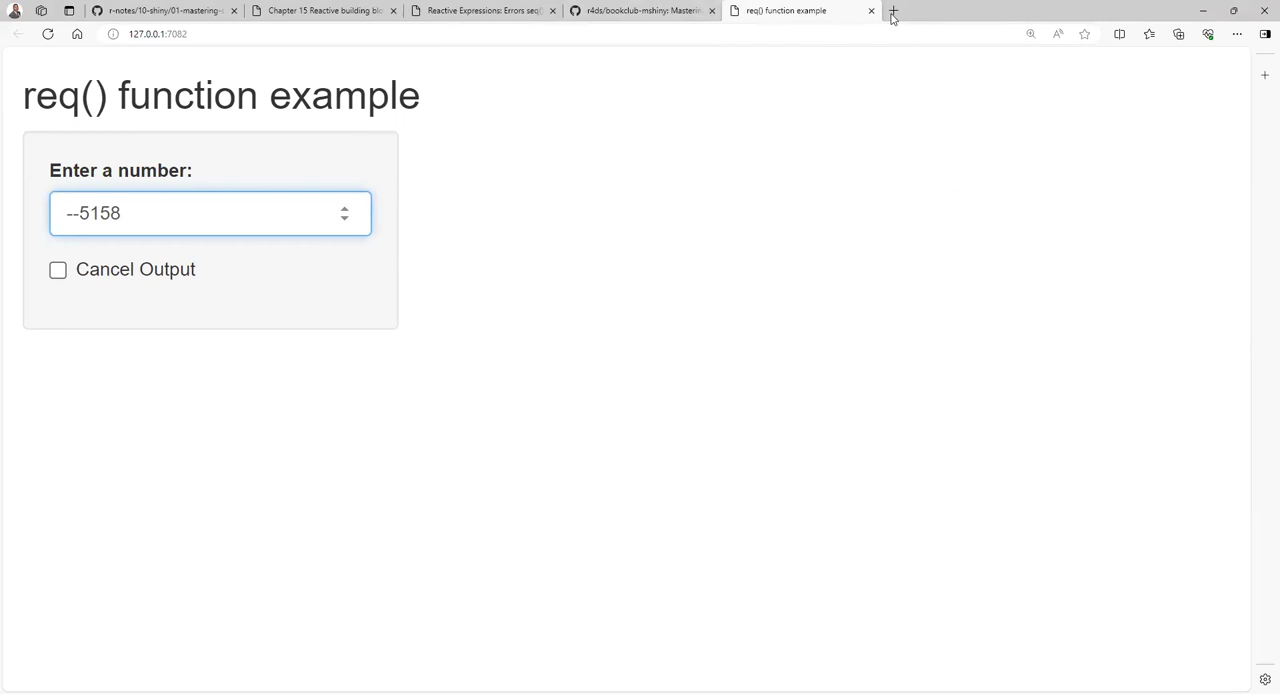 r-notes/10-shiny/01-mastering-s
Chapter 15 Reactive building blo
Reactive Expressions: Errors seq(
r4ds/bookclub-mshiny: Masterin
req() function example
127.0.0.1:7082
req() function example
Enter a number:
--5158
Cancel Output